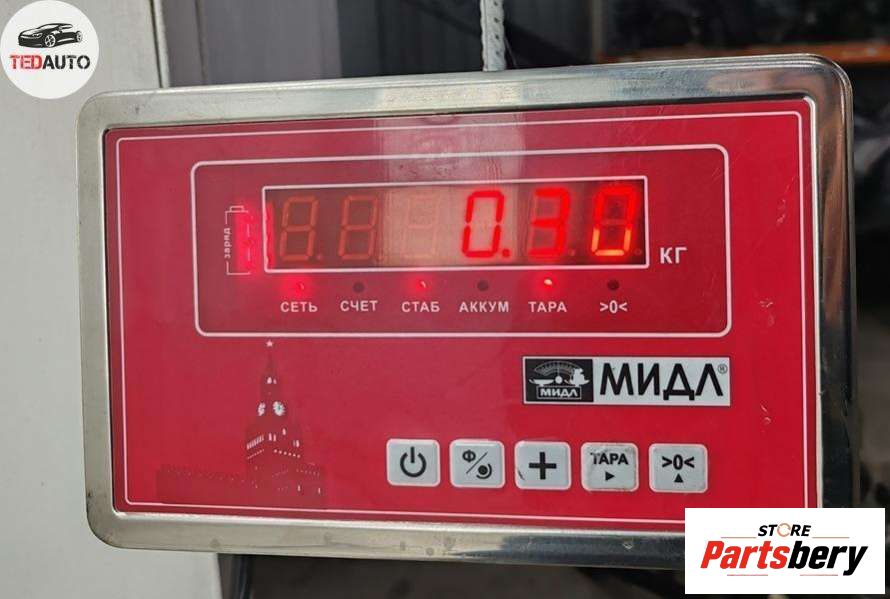 TEDAUTO
заряд
0.30
КГ
СЕТЬ СЧЕТ СТАБ АККУМ ТАРА >0<
МИДЛ МИДЛ®
Ф
ТАРА
>0<
STORE
Partsbery